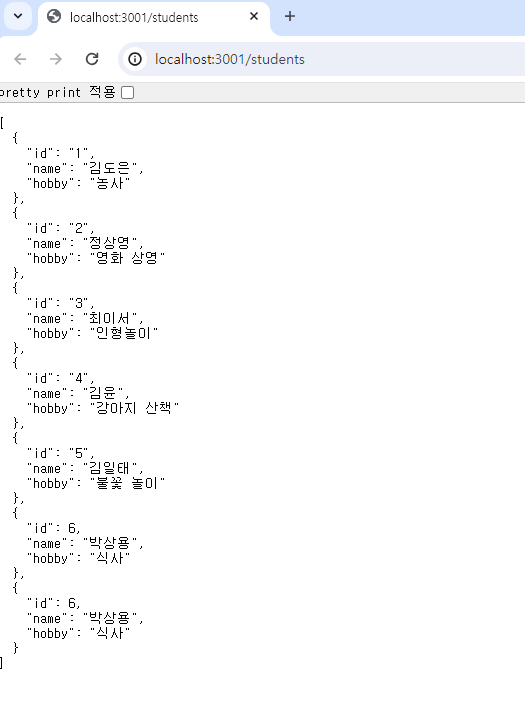 localhost:3001/students
localhost:3001/students
pretty print 적용
[
  {
    "id": "1",
    "name": "김도은",
    "hobby": "농사"
  },
  {
    "id": "2",
    "name": "정상영",
    "hobby": "영화 상영"
  },
  {
    "id": "3",
    "name": "최이서",
    "hobby": "인형놀이"
  },
  {
    "id": "4",
    "name": "김윤",
    "hobby": "강아지 산책"
  },
  {
    "id": "5",
    "name": "김일태",
    "hobby": "불꽃 놀이"
  },
  {
    "id": 6,
    "name": "박상용",
    "hobby": "식사"
  },
  {
    "id": 6,
    "name": "박상용",
    "hobby": "식사"
  }
]